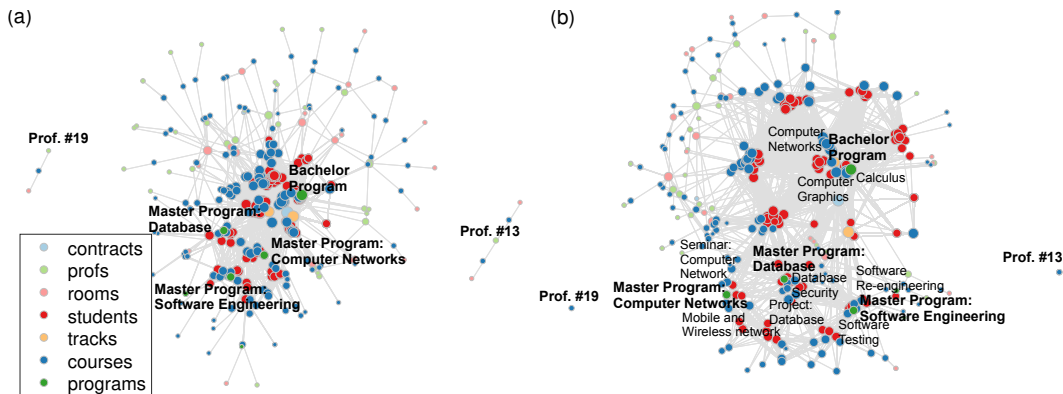 (a)
Prof. #19
Bachelor
Program
Master Program:
Database
Prof. #13
Master Program:
Computer Networks
Master Program:
Software Engineering
contracts
profs
rooms
students
tracks
courses
programs
(b)
Computer
Networks
Bachelor
Program
Calculus
Computer
Graphics
Seminar:
Computer
Network
Master Program:
Database
Database
Security
Software
Re-engineering
Prof. #13
Prof. #19
Master Program:
Computer Networks
Project:
Database
Master Program:
Software Engineering
Mobile and
Wireless network
Software
Testing